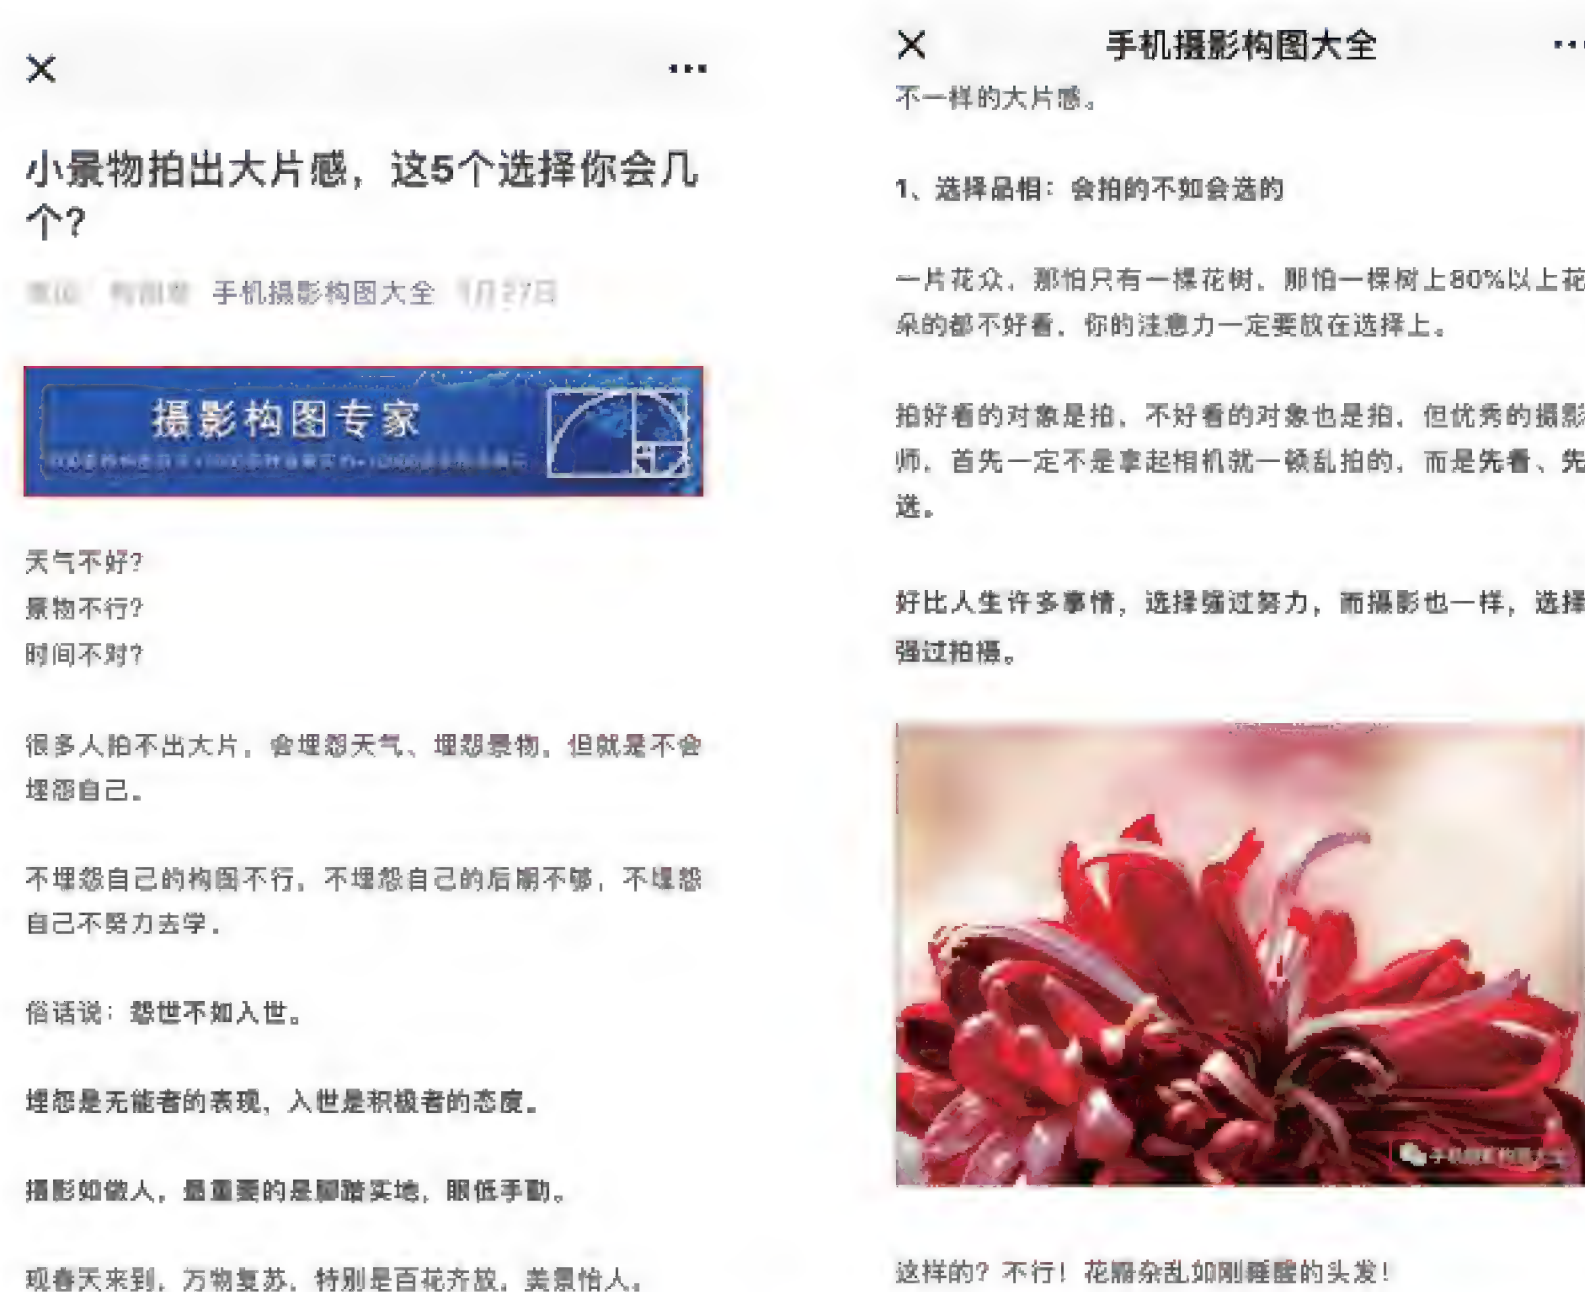 小景物拍出大片感，这5个选择你会几
个？
手机摄影构图大全
摄影构图专家
天气不好？
景物不行？
时间不对？
很多人拍不出大片，会埋怨天气、埋怨景物，但就是不会
埋怨自己。
不埋怨自己的构图不行，不埋怨自己的后期不够，不埋怨
自己不努力去学。
俗话说：怨世不如入世。
埋怨是无能者的表现，入世是积极者的态度。
摄影如做人，最重要的是脚踏实地，眼低手勤。
现春天来到，万物复苏，特别是百花齐放，美景怡人。
手机摄影构图大全
不一样的大片感。
1、选择品相：会拍的不如会选的
一片花众，那怕只有一棵花树，那怕一棵树上80%以上花
朵的都不好看，你的注意力一定要放在选择上。
拍好看的对象是拍，不好看的对象也是拍，但优秀的摄影
师，首先一定不是拿起相机就一顿乱拍的，而是先看、先
选。
好比人生许多事情，选择强过努力，而摄影也一样，选择
强过拍摄。
手机摄影构图大全
这样的？不行！花瓣杂乱如刚睡醒的头发！